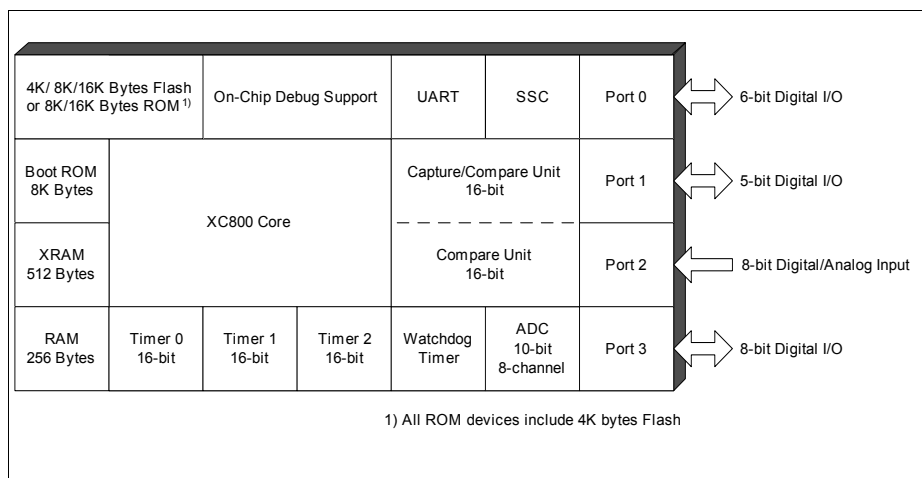 4K/ 8K/16K Bytes Flash
or 8K/16K Bytes ROM 1)
On-Chip Debug Support
UART
SSC
Port 0
6-bit Digital I/O
Boot ROM
8K Bytes
XC800 Core
Capture/Compare Unit
16-bit
Port 1
5-bit Digital I/O
XRAM
512 Bytes
Compare Unit
16-bit
Port 2
8-bit Digital/Analog Input
RAM
256 Bytes
Timer 0
16-bit
Timer 1
16-bit
Timer 2
16-bit
Watchdog
Timer
ADC
10-bit
8-channel
Port 3
8-bit Digital I/O
1) All ROM devices include 4K bytes Flash